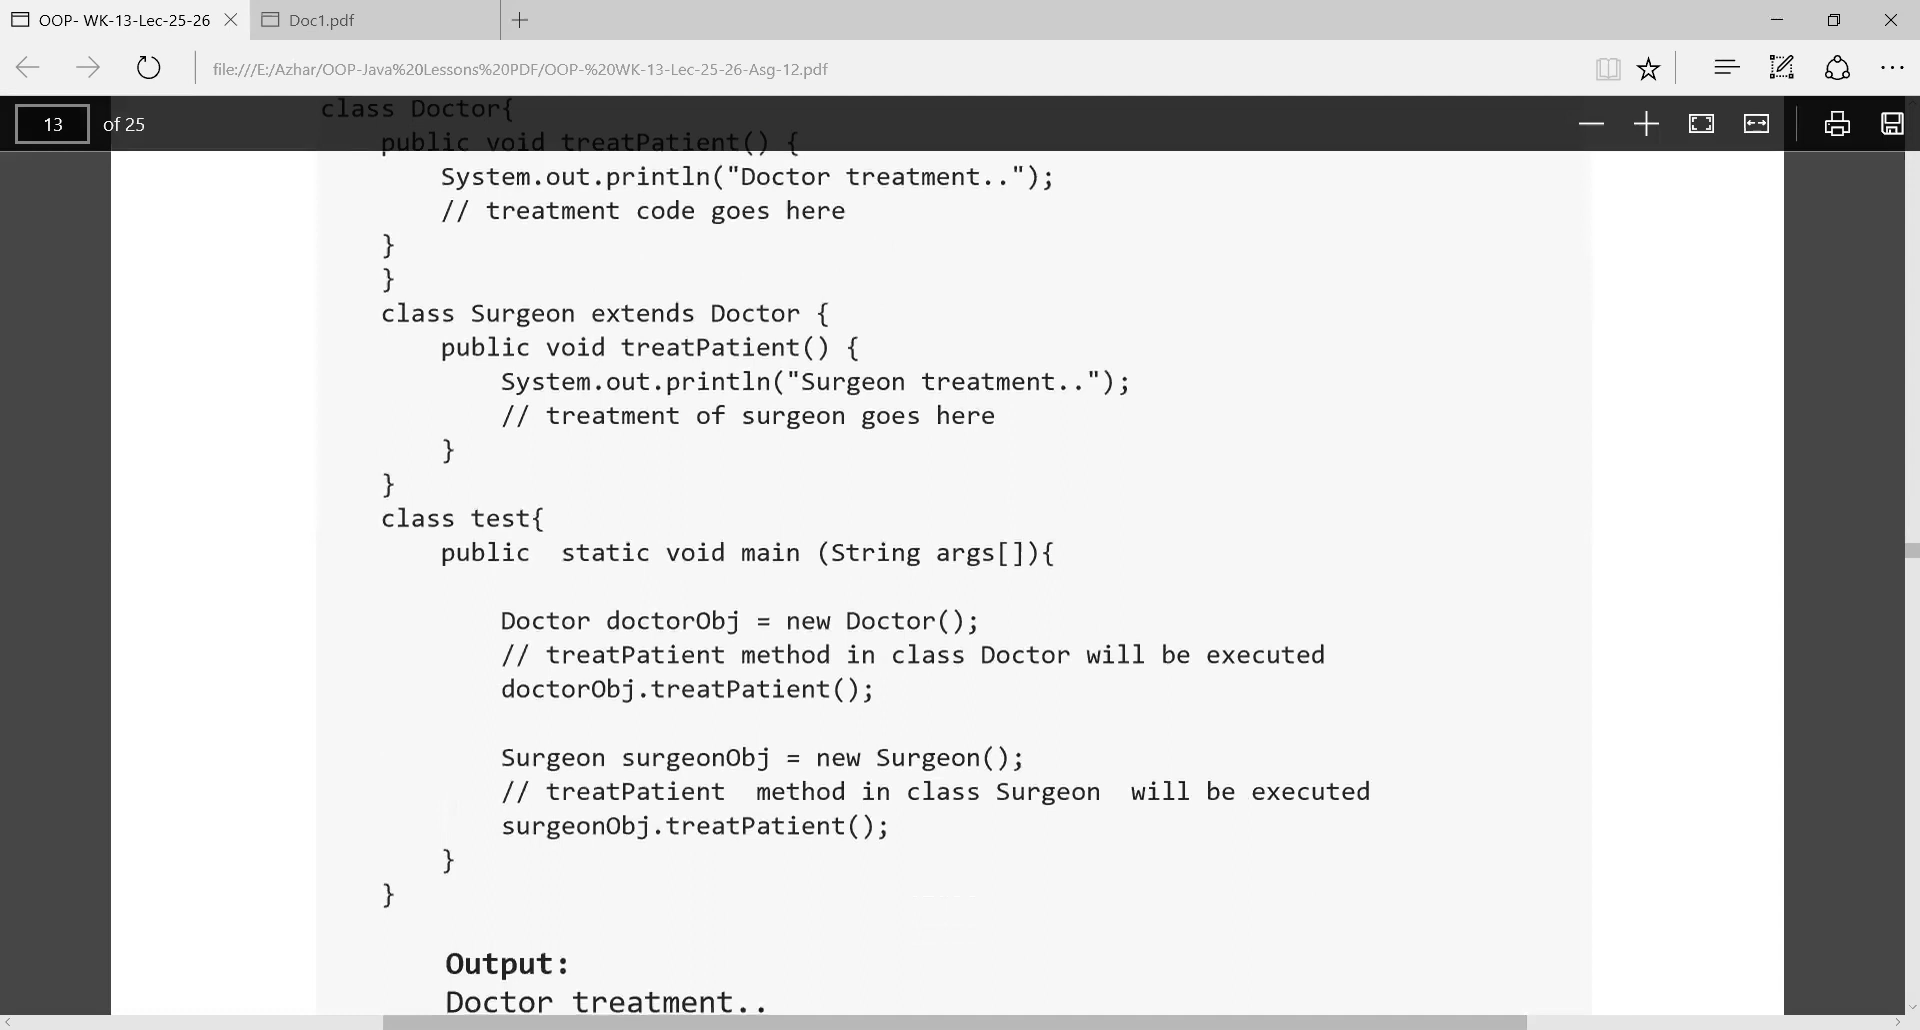 OOP- WK-13-Lec-25-26
Doc1.pdf
file:///E:/Azhar/OOP-Java%20Lessons%20PDF/OOP-%20WK-13-Lec-25-26-Asg-12.pdf
13 of 25
class Doctor{
public void treatPatient() {
System.out.println("Doctor treatment..");
// treatment code goes here
}
}
class Surgeon extends Doctor {
public void treatPatient() {
System.out.println("Surgeon treatment..");
// treatment of surgeon goes here
}
}
class test{
public  static void main (String args[]){
Doctor doctorObj = new Doctor();
// treatPatient method in class Doctor will be executed
doctorObj.treatPatient();
Surgeon surgeonObj = new Surgeon();
// treatPatient  method in class Surgeon  will be executed
surgeonObj.treatPatient();
}
}
Output:
Doctor treatment..